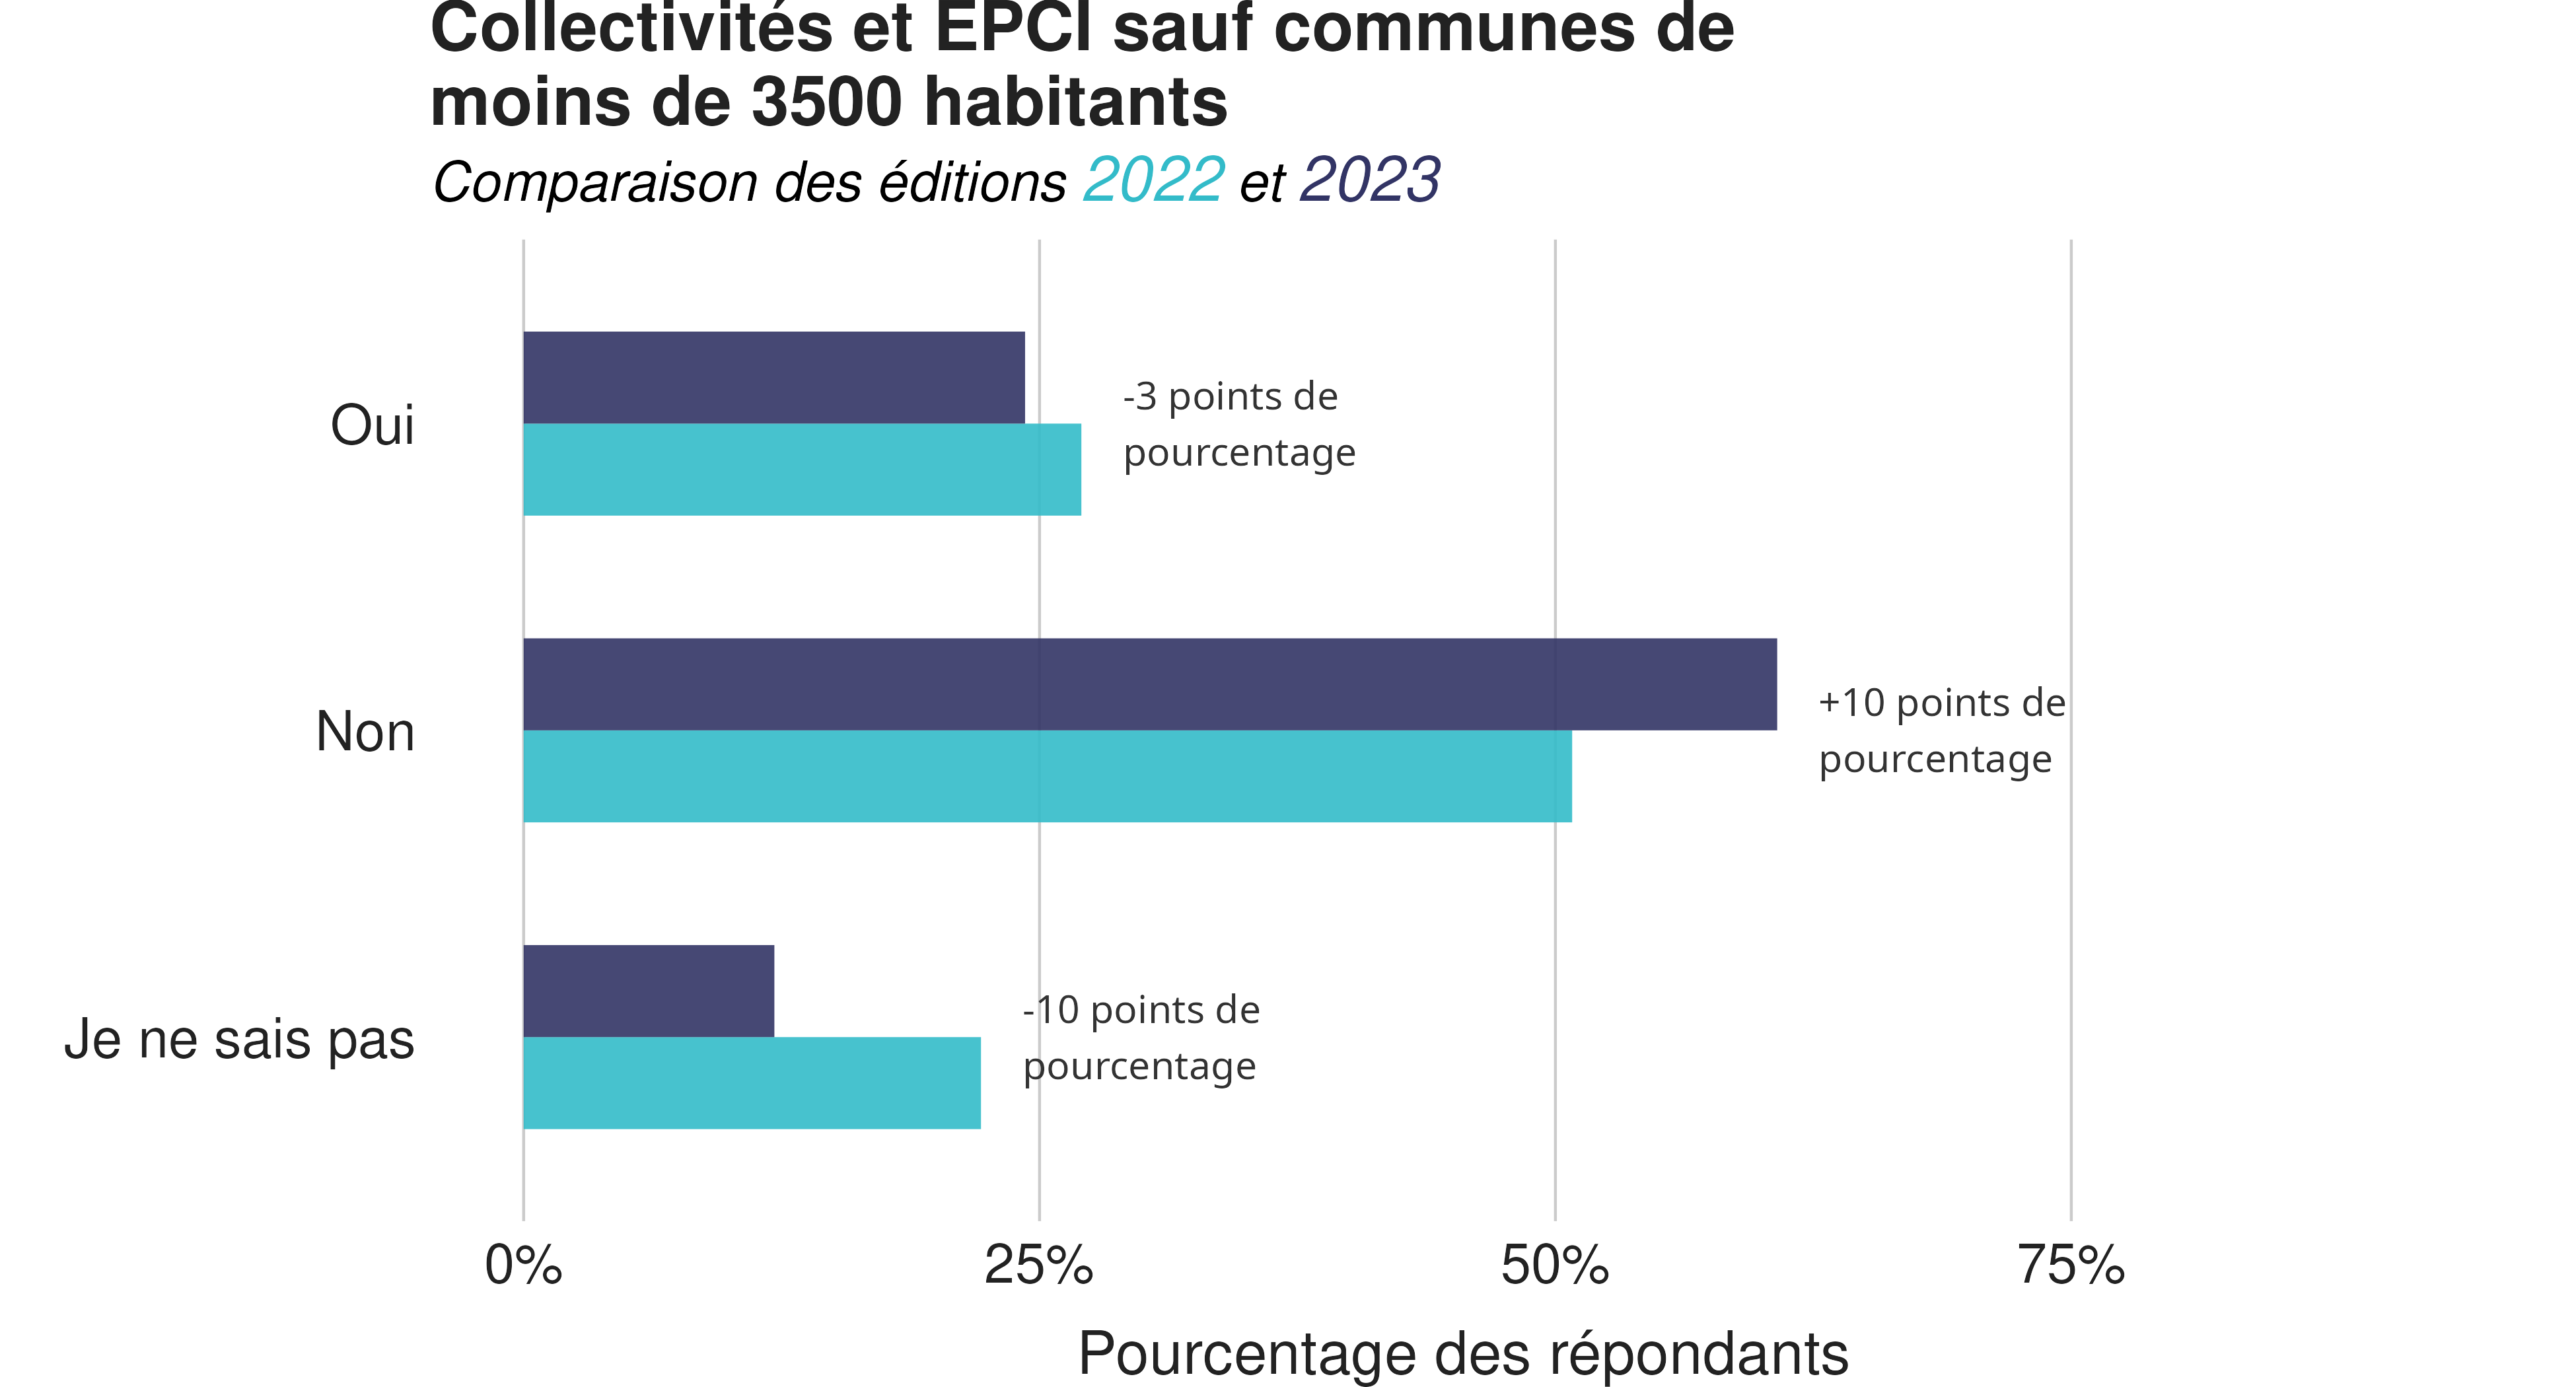 Collectivités et EPCI sauf communes de
moins de 3500 habitants
Comparaison des éditions 2022 et 2023
Oui
-3 points de
pourcentage
Non
+10 points de
pourcentage
Je ne sais pas
-10 points de
pourcentage
0% 25% 50% 75%
Pourcentage des répondants